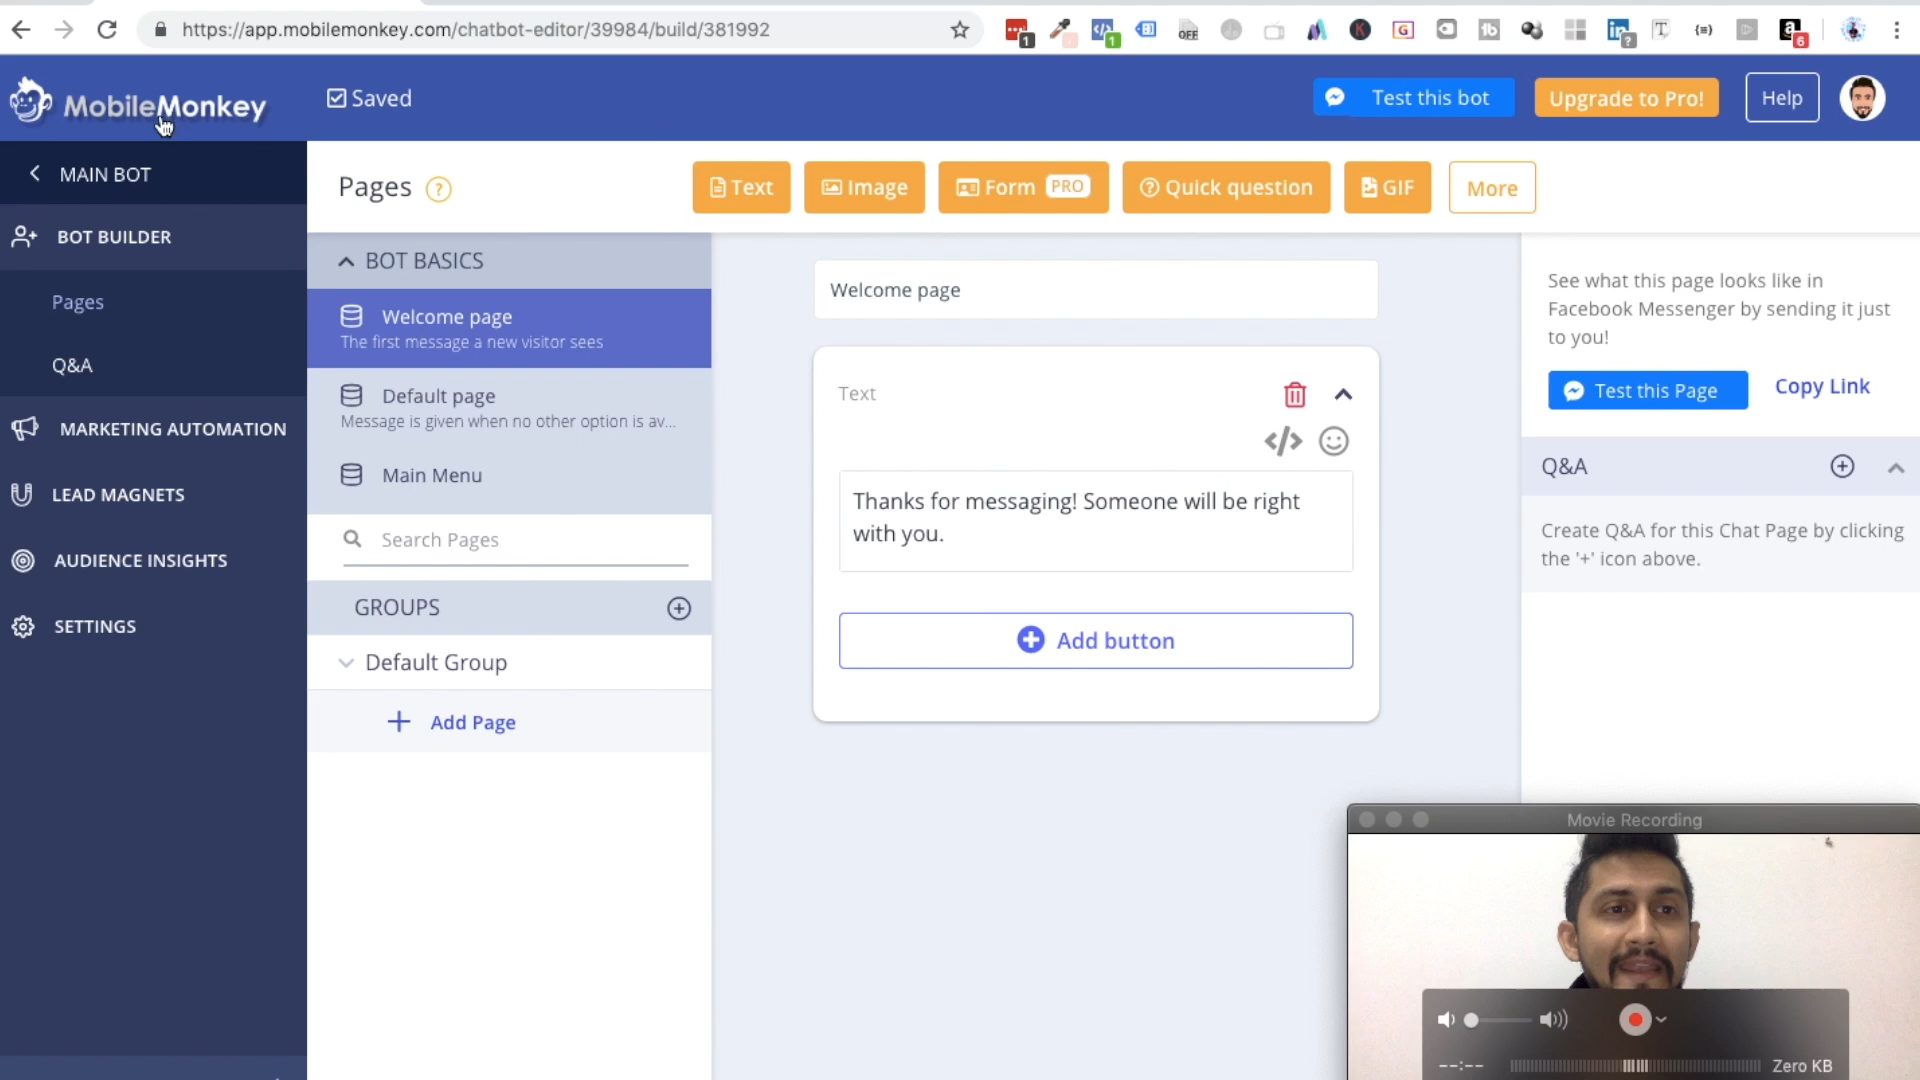 https://app.mobilemonkey.com/chatbot-editor/39984/build/381992
1
1
OFF
G
1b
?
T
6
MobileMonkey
Saved
Test this bot
Upgrade to Pro!
Help
MAIN BOT
BOT BUILDER
Pages
Q&A
MARKETING AUTOMATION
LEAD MAGNETS
AUDIENCE INSIGHTS
SETTINGS
Pages ?
Text
Image
Form PRO
Quick question
GIF
More
BOT BASICS
Welcome page
The first message a new visitor sees
Default page
Message is given when no other option is av...
Main Menu
Search Pages
GROUPS
Default Group
Add Page
Welcome page
Text
Thanks for messaging! Someone will be right
with you.
Add button
See what this page looks like in
Facebook Messenger by sending it just
to you!
Test this Page
Copy Link
Q&A
Create Q&A for this Chat Page by clicking
the '+' icon above.
Movie Recording
--:--
Zero KB